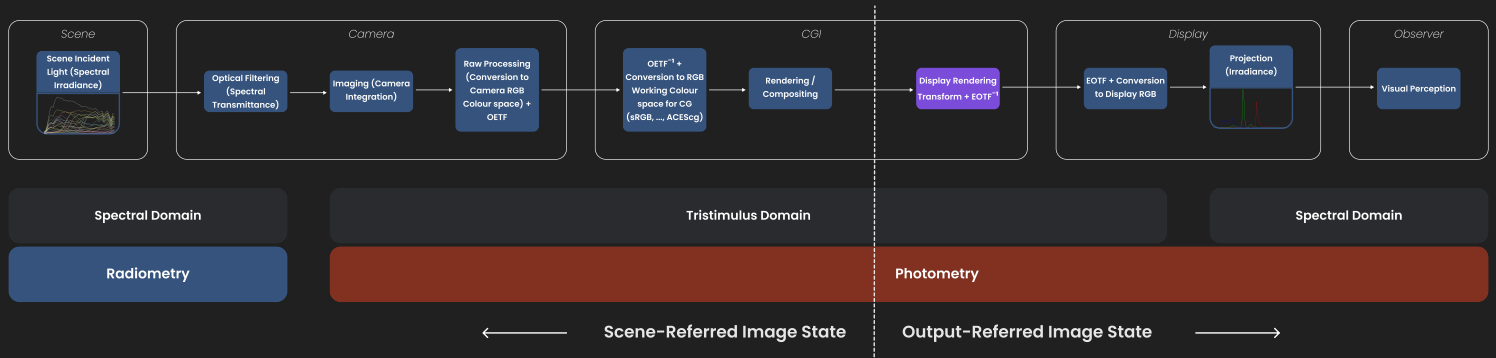 Scene
Camera
CGI
Display
Observer
Scene Incident
Light (Spectral
Irradiance)
Optical Filtering
(Spectral
Transmittance)
Imaging (Camera
Integration)
Raw Processing
(Conversion to
Camera RGB
Colour space) +
OETF
OETF⁻¹ +
Conversion to RGB
Working Colour
space for CG
(sRGB, ..., ACEScg)
Rendering /
Compositing
Display Rendering
Transform + EOTF⁻¹
EOTF + Conversion
to Display RGB
Projection
(Irradiance)
Visual Perception
Spectral Domain
Tristimulus Domain
Spectral Domain
Radiometry
Photometry
Scene-Referred Image State
Output-Referred Image State